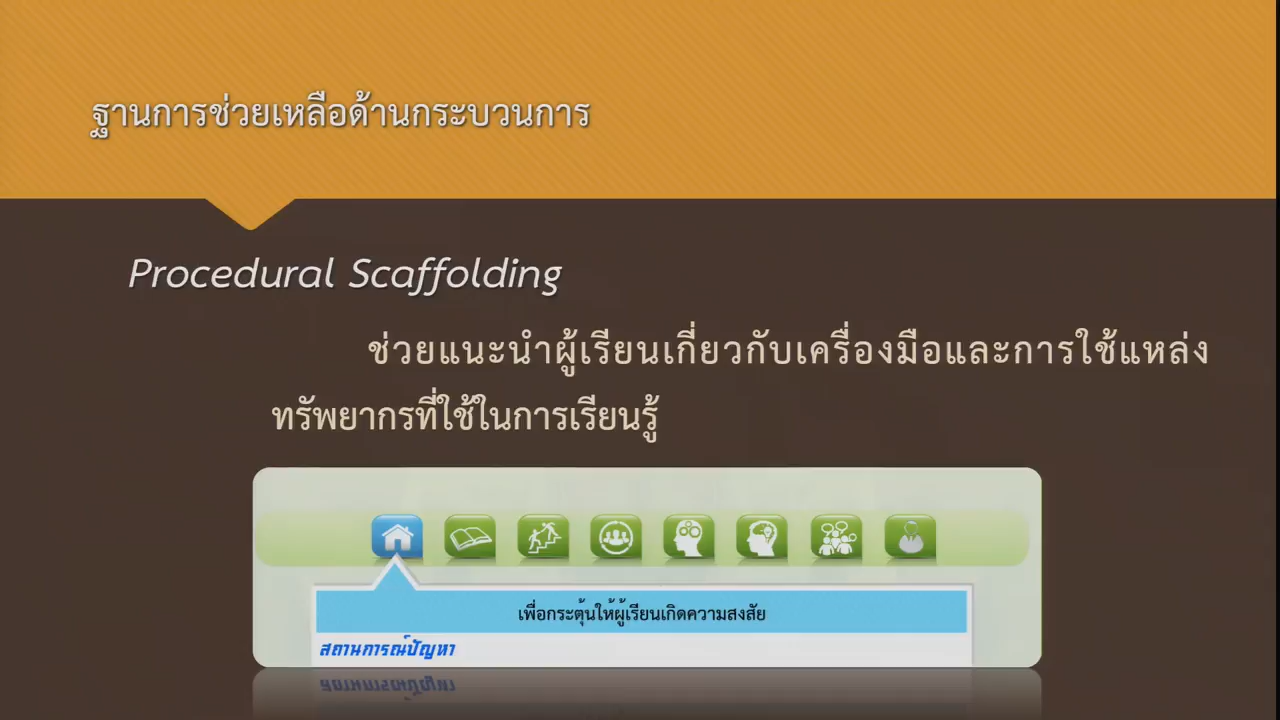 ฐานการช่วยเหลือด้านกระบวนการ
Procedural Scaffolding
ช่วยแนะนำผู้เรียนเกี่ยวกับเครื่องมือและการใช้แหล่ง
ทรัพยากรที่ใช้ในการเรียนรู้
เพื่อกระตุ้นให้ผู้เรียนเกิดความสงสัย
สถานการณ์ปัญหา